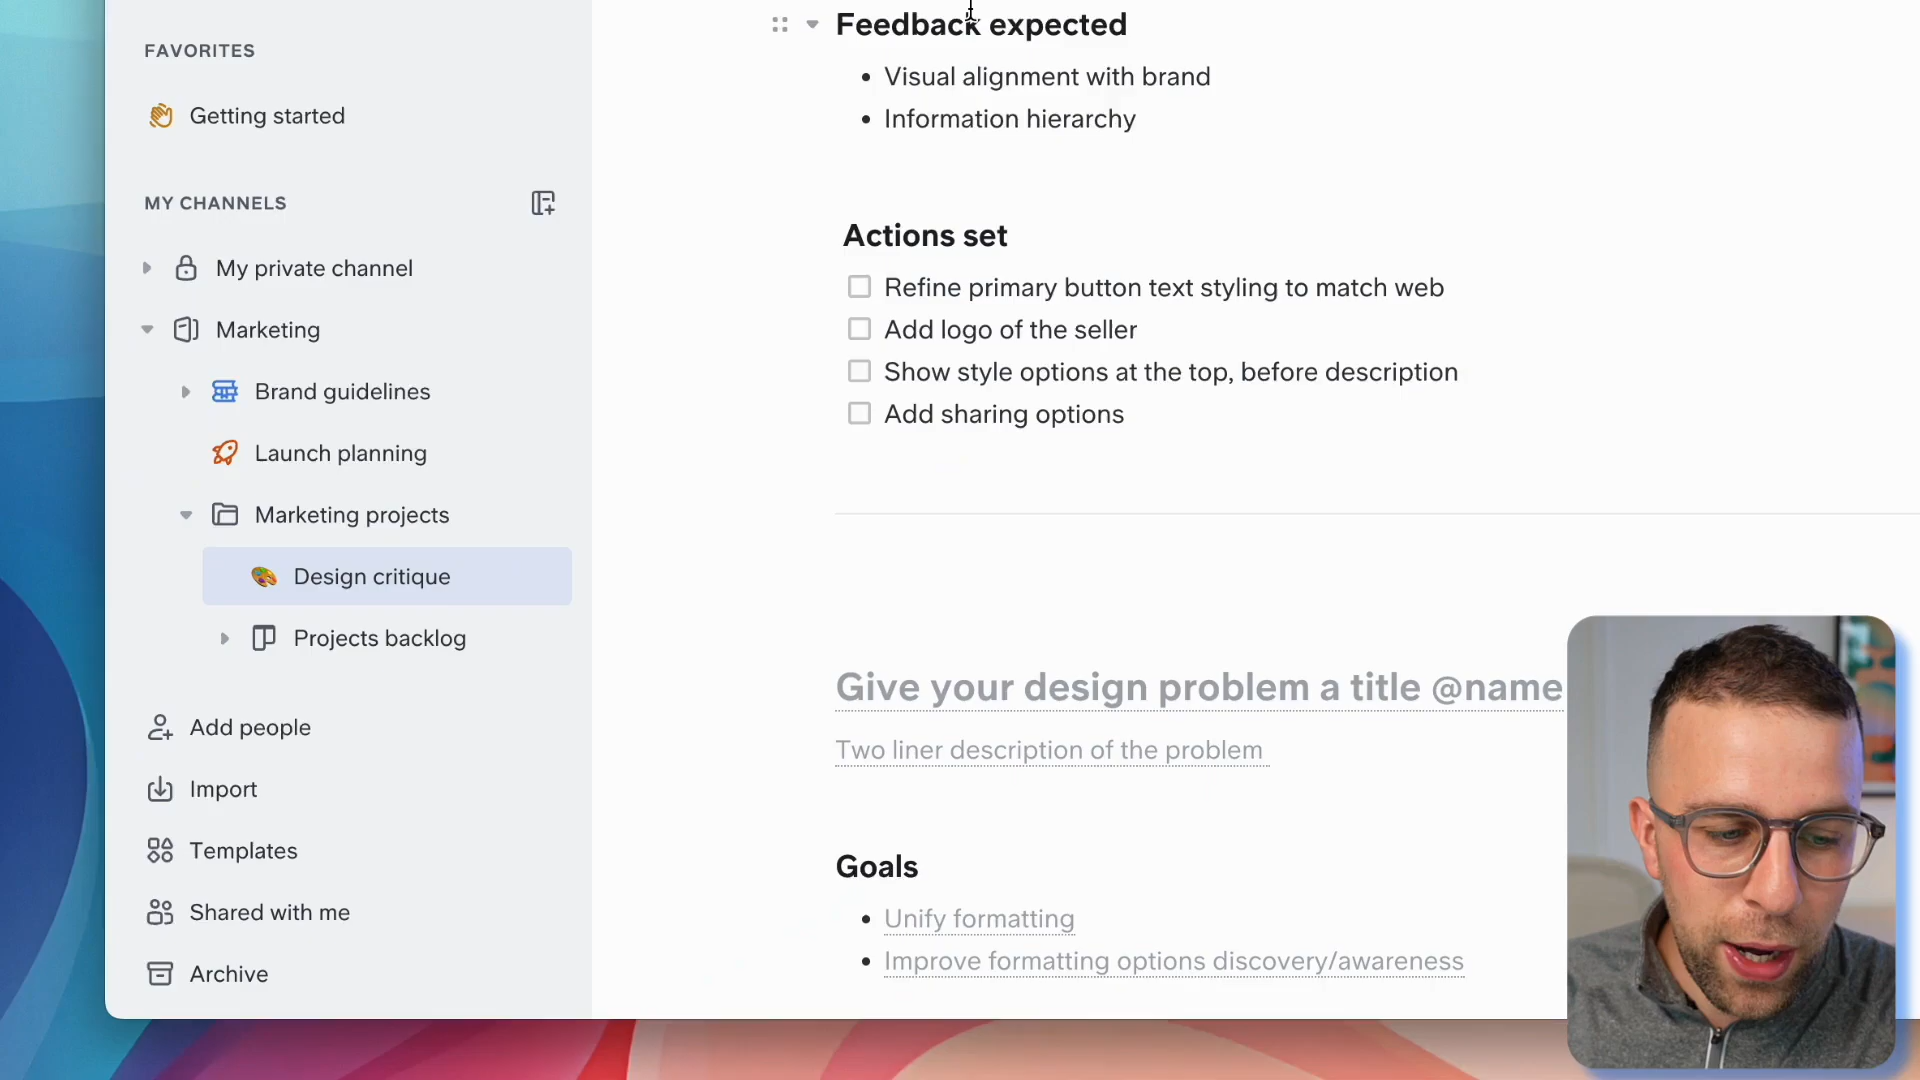 FAVORITES
Getting started
MY CHANNELS
My private channel
Marketing
Brand guidelines
Launch planning
Marketing projects
Design critique
Projects backlog
Add people
Import
Templates
Shared with me
Archive
Feedback expected
Visual alignment with brand
Information hierarchy
Actions set
Refine primary button text styling to match web
Add logo of the seller
Show style options at the top, before description
Add sharing options
Give your design problem a title @name
Two liner description of the problem
Goals
Unify formatting
Improve formatting options discovery/awareness